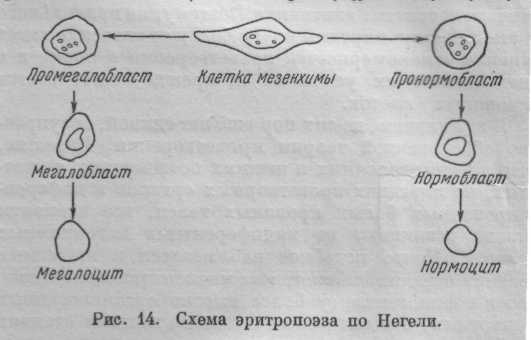 Промегалобласт
Клетка мезенхимы
Пронормобласт
Мегалобласт
Нормобласт
Мегалоцит
Нормоцит
Рис. 14. Схема эритропоэза по Негели.